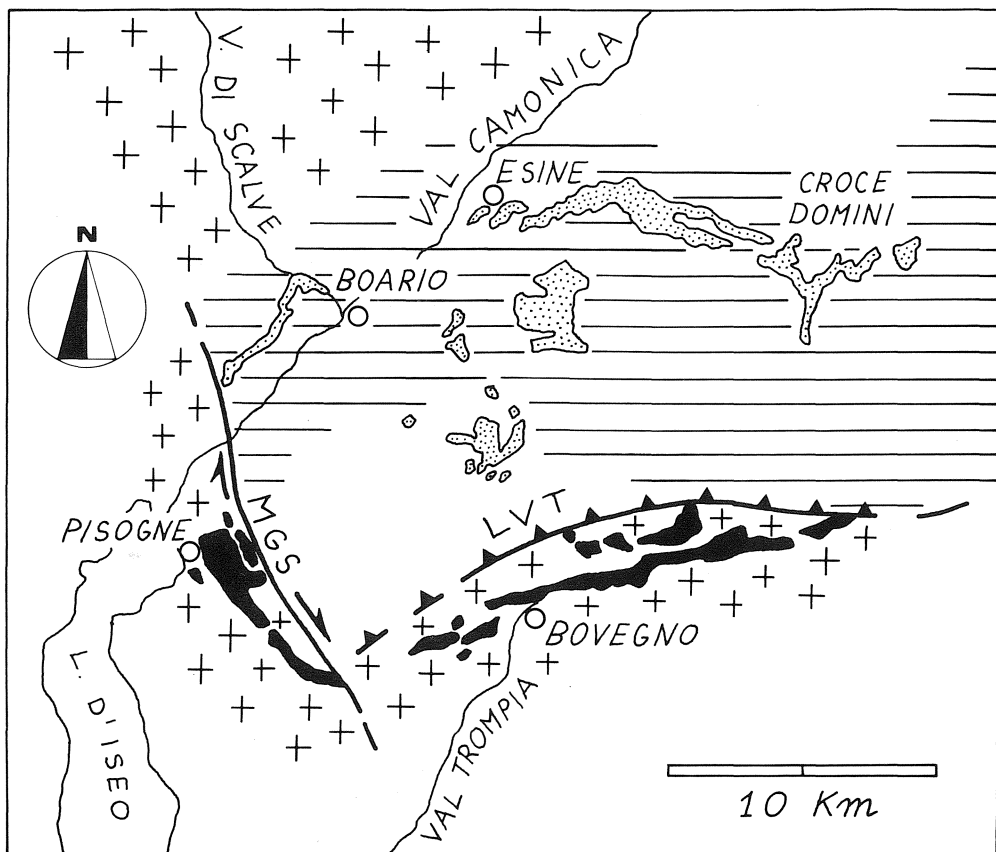 V. DI SCALVE
VAL CAMONICA
ESINE
CROCE
DOMINI
N
BOARIO
MGS
LVT
PISOGNE
BOVEGNO
L. D'ISEO
VAL TROMPIA
10 Km